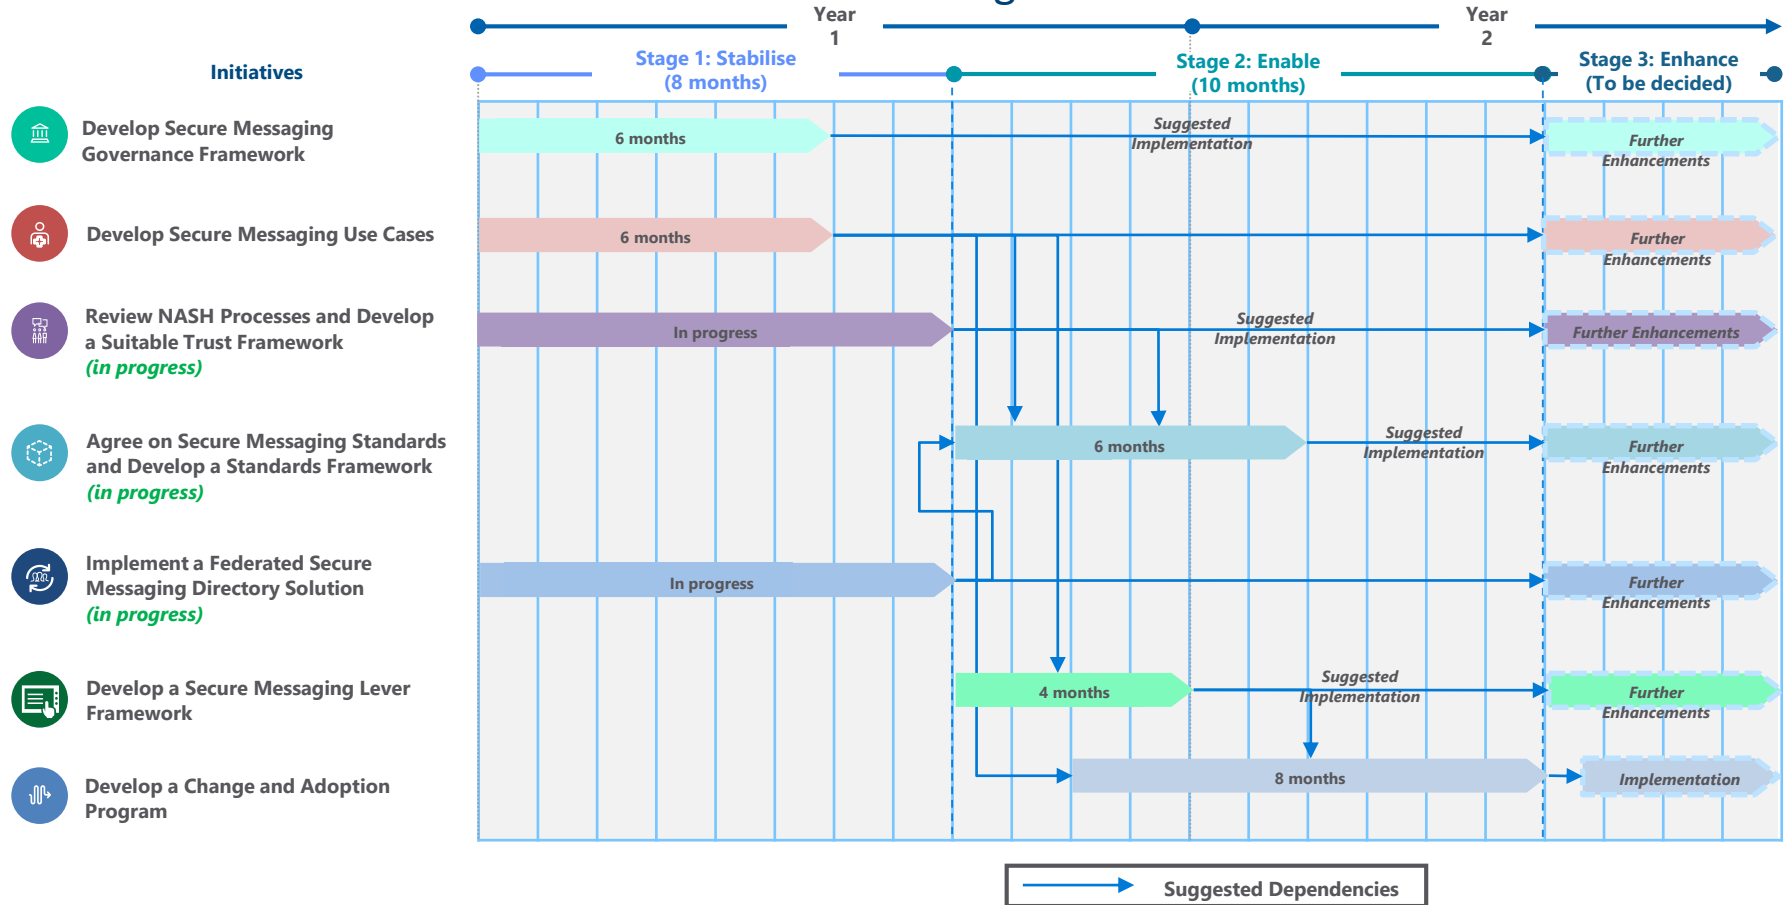 Year
1
Year
2
Initiatives
Stage 1: Stabilise
(8 months)
Stage 2: Enable
(10 months)
Stage 3: Enhance
(To be decided)
Develop Secure Messaging
Governance Framework
6 months
Suggested
Implementation
Further
Enhancements
Develop Secure Messaging Use Cases
6 months
Further
Enhancements
Review NASH Processes and Develop
a Suitable Trust Framework
(in progress)
In progress
Suggested
Implementation
Further Enhancements
Agree on Secure Messaging Standards
and Develop a Standards Framework
(in progress)
6 months
Suggested
Implementation
Further
Enhancements
Implement a Federated Secure
Messaging Directory Solution
(in progress)
In progress
Further
Enhancements
Develop a Secure Messaging Lever
Framework
4 months
Suggested
Implementation
Further
Enhancements
Develop a Change and Adoption
Program
8 months
Implementation
Suggested Dependencies